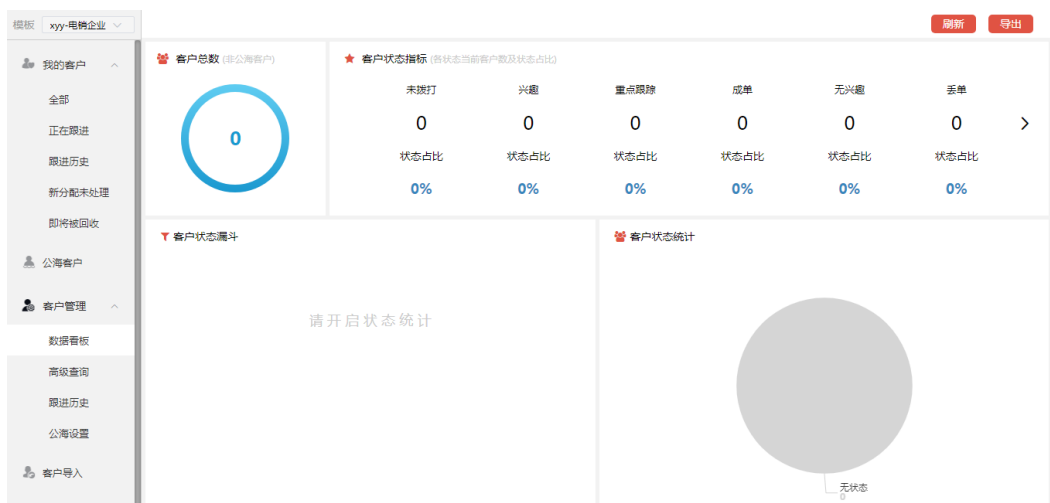 模板 xyy-电销企业
刷新 导出
我的客户
全部
正在跟进
跟进历史
新分配未处理
即将被回收
公海客户
客户管理
数据看板
高级查询
跟进历史
公海设置
客户导入
客户总数 (非公海客户)
0
客户状态指标 (各状态当前客户数及状态占比)
未拨打 兴趣 重点跟踪 成单 无兴趣 丢单
0 0 0 0 0 0
状态占比 状态占比 状态占比 状态占比 状态占比 状态占比
0% 0% 0% 0% 0% 0%
客户状态漏斗
请开启状态统计
客户状态统计
无状态
0